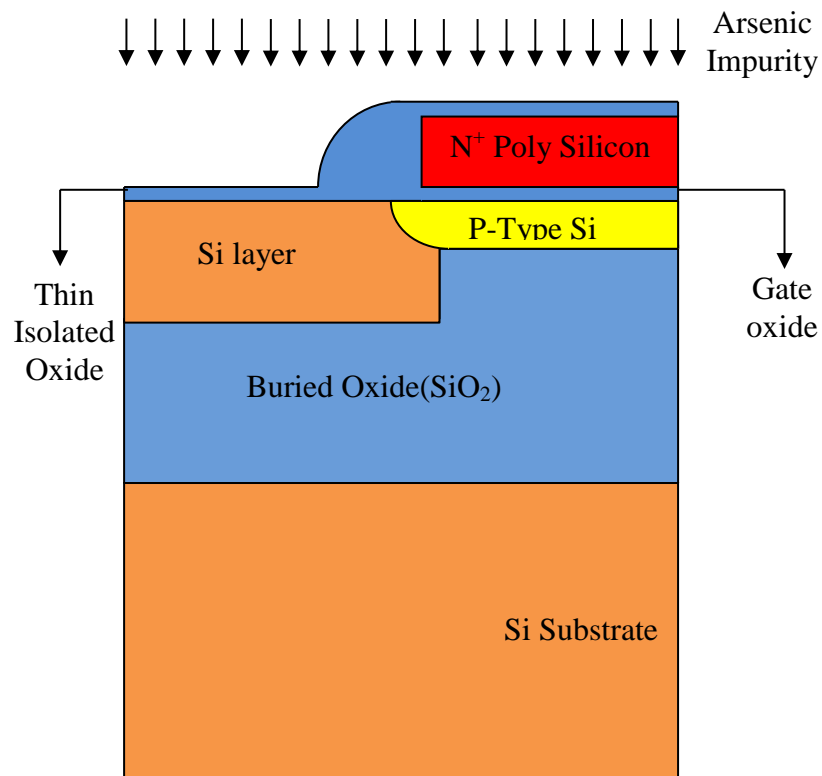 Arsenic
Impurity
N⁺ Poly Silicon
P-Type Si
Si layer
Thin
Isolated
Oxide
Gate
oxide
Buried Oxide(SiO₂)
Si Substrate